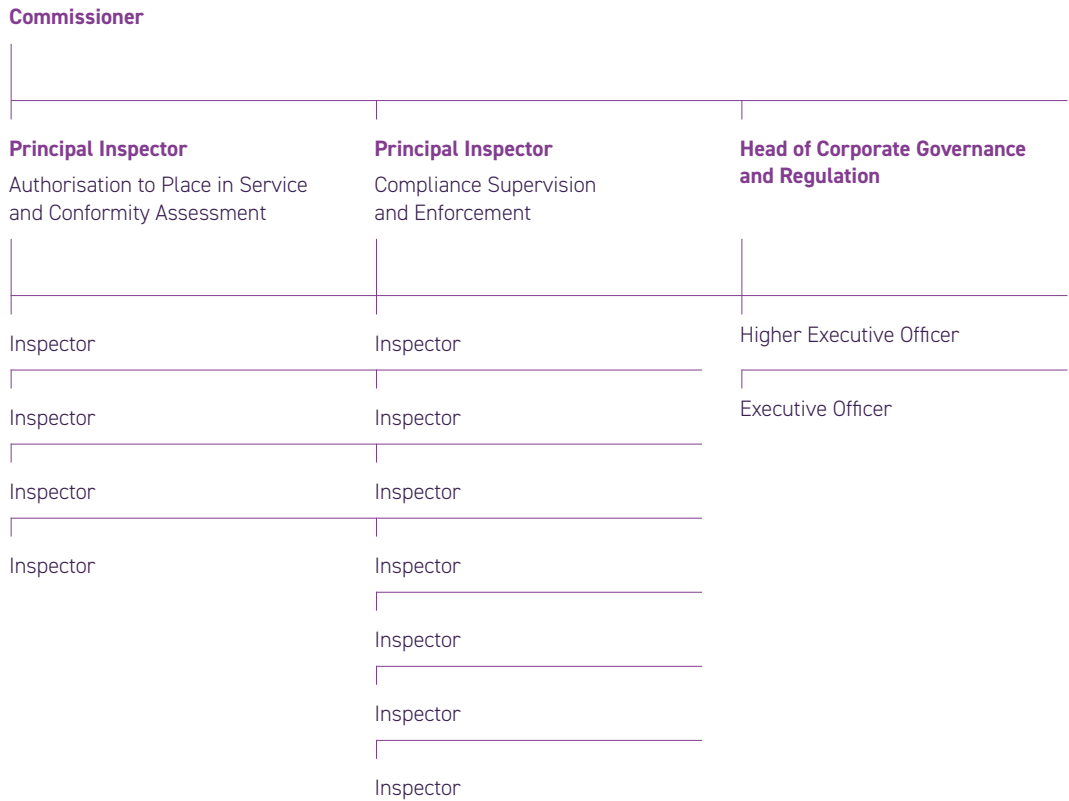 Commissioner
Principal Inspector
Authorisation to Place in Service
and Conformity Assessment
Inspector
Inspector
Inspector
Inspector
Principal Inspector
Compliance Supervision
and Enforcement
Inspector
Inspector
Inspector
Inspector
Inspector
Inspector
Inspector
Head of Corporate Governance
and Regulation
Higher Executive Officer
Executive Officer